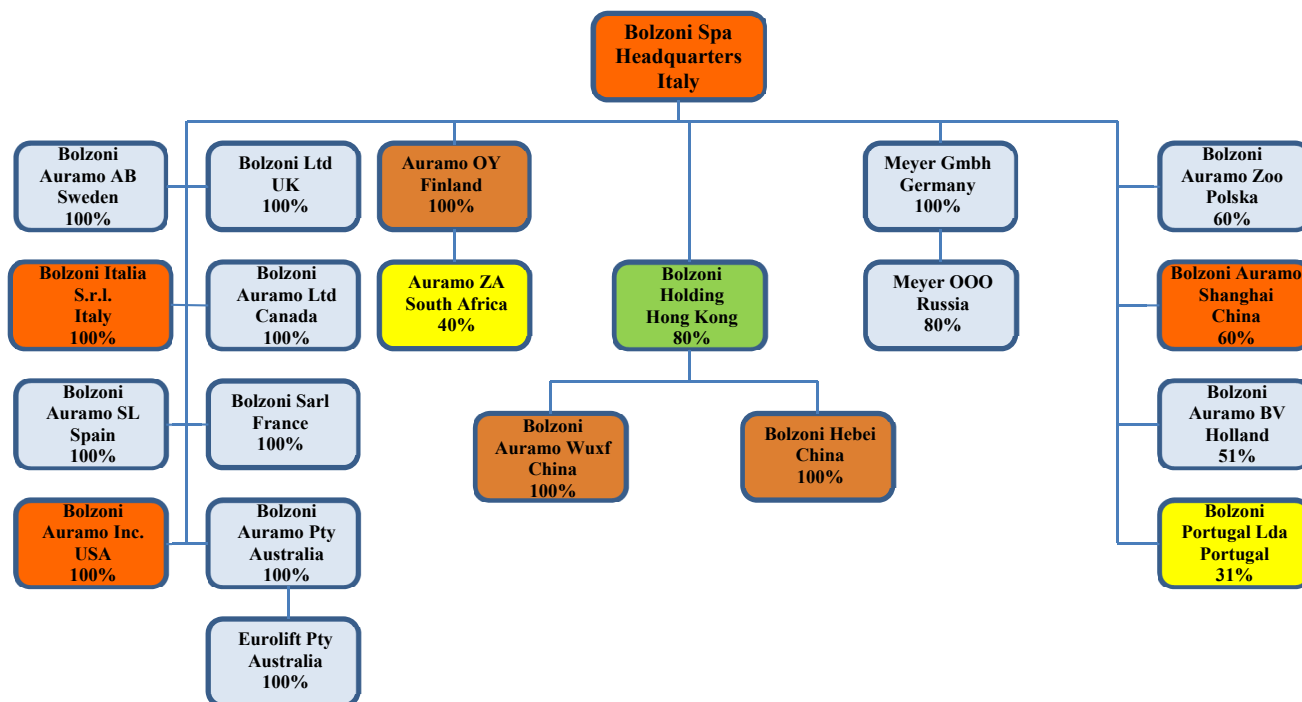 Bolzoni Spa
Headquarters
Italy
Bolzoni
Auramo AB
Sweden
100%
Bolzoni Ltd
UK
100%
Auramo OY
Finland
100%
Meyer Gmbh
Germany
100%
Bolzoni
Auramo Zoo
Polska
60%
Bolzoni Italia
S.r.l.
Italy
100%
Bolzoni
Auramo Ltd
Canada
100%
Auramo ZA
South Africa
40%
Bolzoni
Holding
Hong Kong
80%
Meyer OOO
Russia
80%
Bolzoni Auramo
Shanghai
China
60%
Bolzoni
Auramo SL
Spain
100%
Bolzoni Sarl
France
100%
Bolzoni
Auramo Wuxf
China
100%
Bolzoni Hebei
China
100%
Bolzoni
Auramo BV
Holland
51%
Bolzoni
Auramo Inc.
USA
100%
Bolzoni
Auramo Pty
Australia
100%
Bolzoni
Portugal Lda
Portugal
31%
Eurolift Pty
Australia
100%